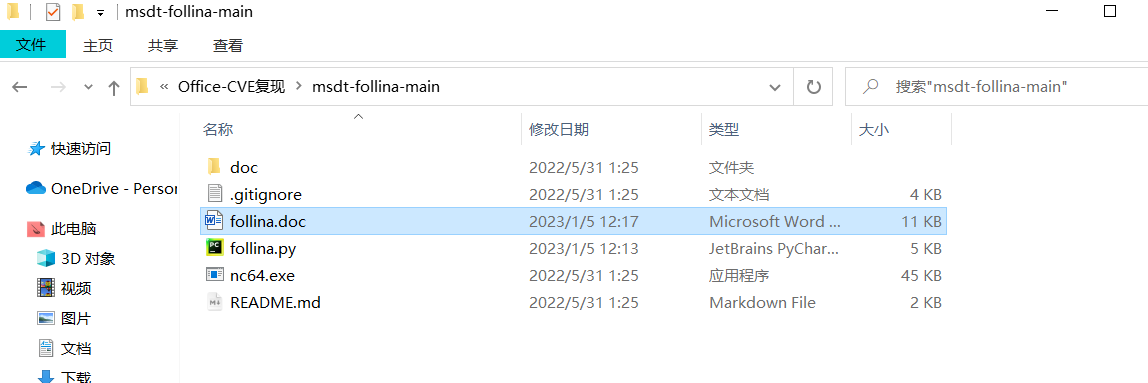 msdt-follina-main
文件 主页 共享 查看
« Office-CVE复现 > msdt-follina-main 搜索"msdt-follina-main"
名称 修改日期 类型 大小
快速访问
OneDrive - Person
此电脑
3D 对象
视频
图片
文档
下载
doc 2022/5/31 1:25 文件夹
.gitignore 2022/5/31 1:25 文本文档 4 KB
follina.doc 2023/1/5 12:17 Microsoft Word ... 11 KB
follina.py 2023/1/5 12:13 JetBrains PyChar... 5 KB
nc64.exe 2022/5/31 1:25 应用程序 45 KB
README.md 2022/5/31 1:25 Markdown File 2 KB